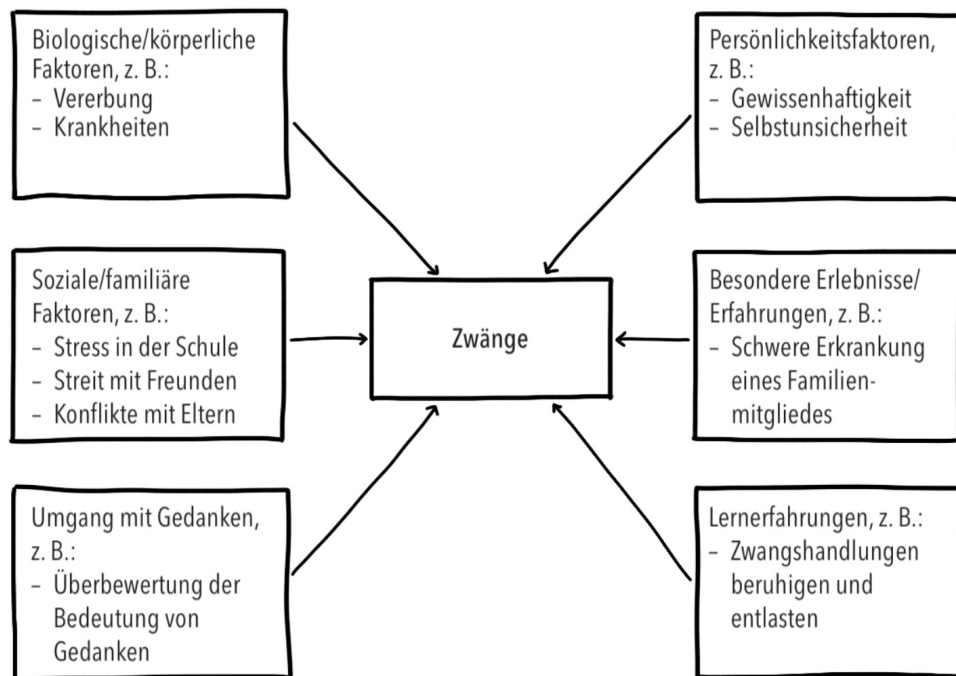 Biologische/körperliche
Faktoren, z. B.:
– Vererbung
– Krankheiten
Persönlichkeitsfaktoren,
z. B.:
– Gewissenhaftigkeit
– Selbstunsicherheit
Soziale/familiäre
Faktoren, z. B.:
– Stress in der Schule
– Streit mit Freunden
– Konflikte mit Eltern
Zwänge
Besondere Erlebnisse/
Erfahrungen, z. B.:
– Schwere Erkrankung
eines Familien-
mitgliedes
Umgang mit Gedanken,
z. B.:
– Überbewertung der
Bedeutung von
Gedanken
Lernerfahrungen, z. B.:
– Zwangshandlungen
beruhigen und
entlasten